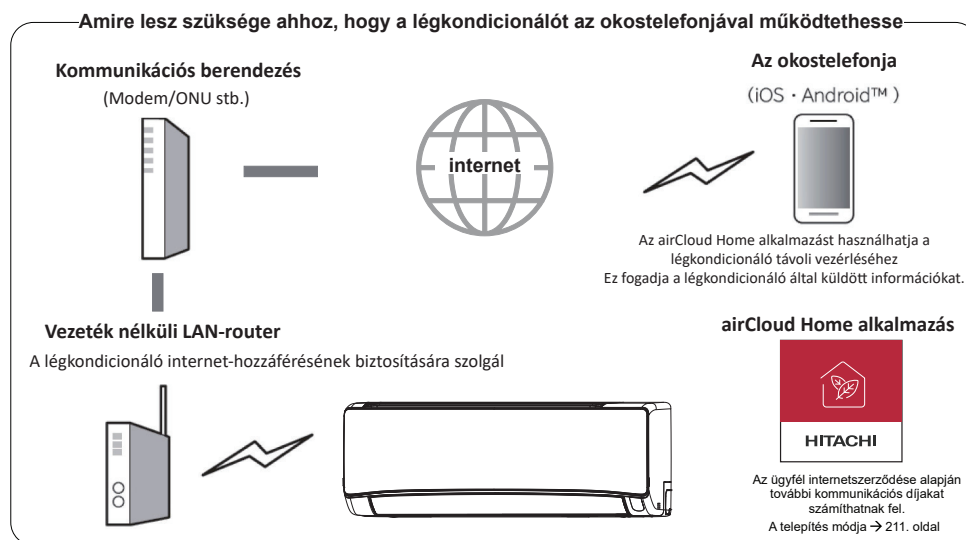 Amire lesz szüksége ahhoz, hogy a légkondicionálót az okostelefonjával működtethesse
Kommunikációs berendezés
(Modem/ONU stb.)
internet
Az okostelefonja
(iOS・Android™)
Az airCloud Home alkalmazást használhatja a
légkondicionáló távoli vezérléséhez
Ez fogadja a légkondicionáló által küldött információkat.
Vezeték nélküli LAN-router
A légkondicionáló internet-hozzáférésének biztosítására szolgál
airCloud Home alkalmazás
HITACHI
Az ügyfél internetszerződése alapján
további kommunikációs díjakat
számíthatnak fel.
A telepítés módja → 211. oldal